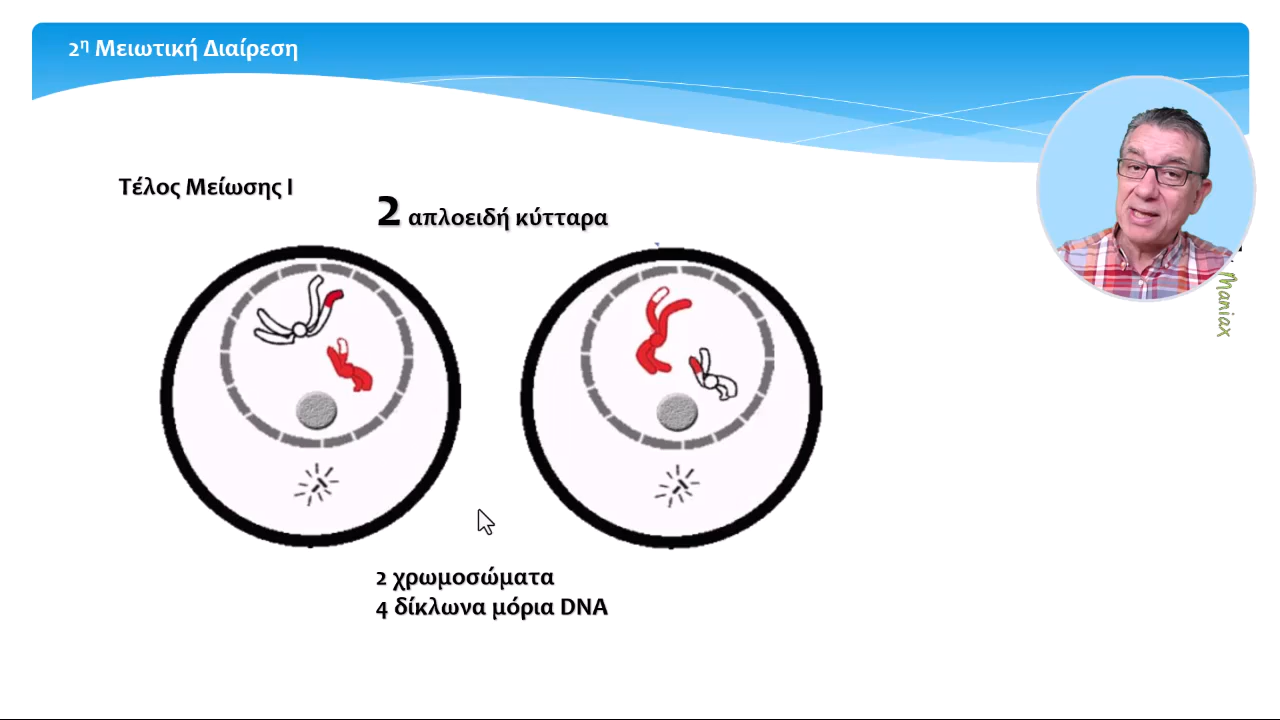 2η Μειωτική Διαίρεση
Τέλος Μείωσης Ι
2 απλοειδή κύτταρα
Maniax
2 χρωμοσώματα
4 δίκλωνα μόρια DNA